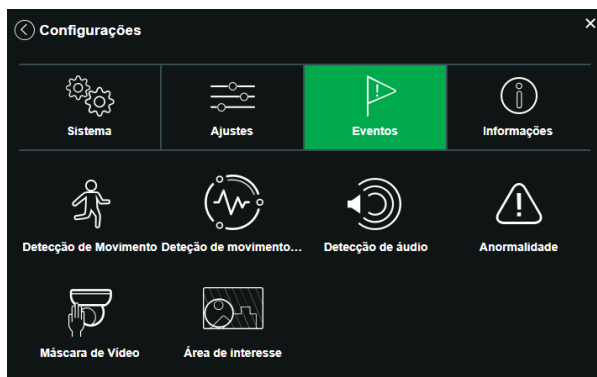 Configurações
×
Sistema
Ajustes
Eventos
Informações
Detecção de Movimento
Deteção de movimento...
Detecção de áudio
Anormalidade
Máscara de Vídeo
Área de interesse